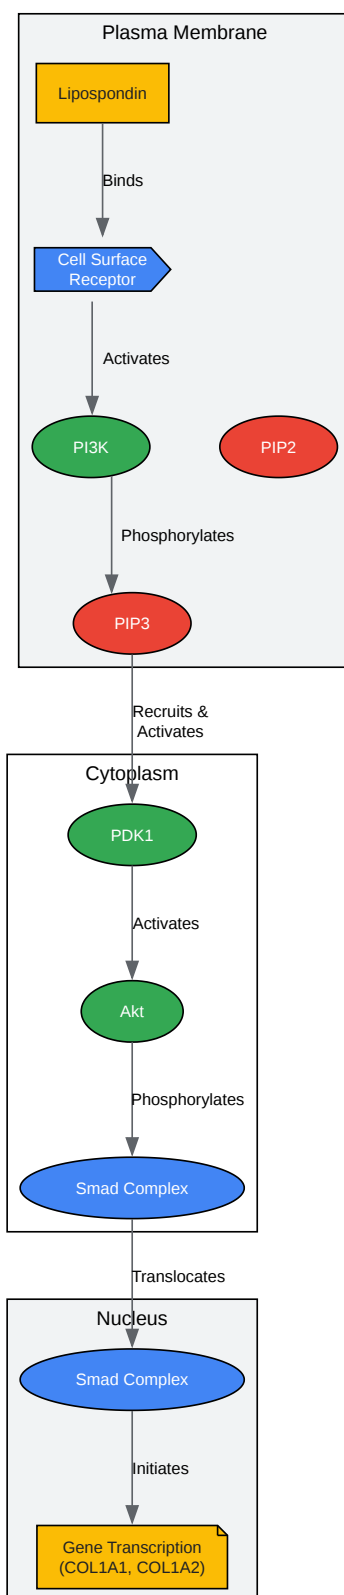 Plasma Membrane
Lipospondin
Binds
Cell Surface
Receptor
Activates
PI3K
PIP2
Phosphorylates
PIP3
Recruits &
Activates
Cytoplasm
PDK1
Activates
Akt
Phosphorylates
Smad Complex
Translocates
Nucleus
Smad Complex
Initiates
Gene Transcription
(COL1A1, COL1A2)